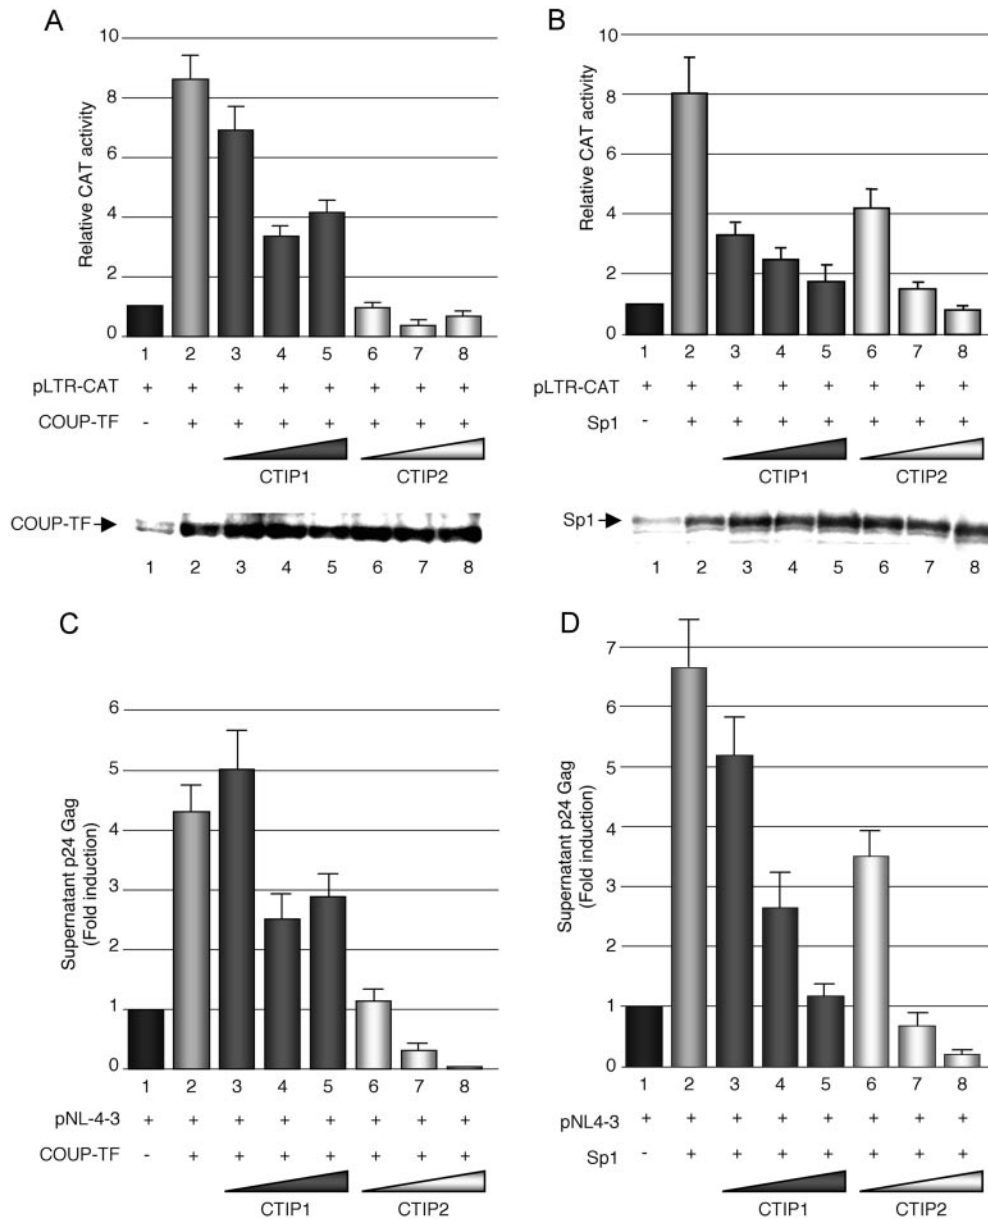 A
Relative CAT activity
10
8
6
4
2
0
1 2 3 4 5 6 7 8
pLTR-CAT + + + + + + + +
COUP-TF - + + + + + + +
CTIP1 CTIP2
COUP-TF
1 2 3 4 5 6 7 8
B
Relative CAT activity
10
8
6
4
2
0
1 2 3 4 5 6 7 8
pLTR-CAT + + + + + + + +
Sp1 - + + + + + + +
CTIP1 CTIP2
Sp1
1 2 3 4 5 6 7 8
C
Supernatant p24 Gag
(Fold induction)
6
5
4
3
2
1
0
1 2 3 4 5 6 7 8
pNL-4-3 + + + + + + + +
COUP-TF - + + + + + + +
CTIP1 CTIP2
D
Supernatant p24 Gag
(Fold induction)
7
6
5
4
3
2
1
0
1 2 3 4 5 6 7 8
pNL4-3 + + + + + + + +
Sp1 - + + + + + + +
CTIP1 CTIP2